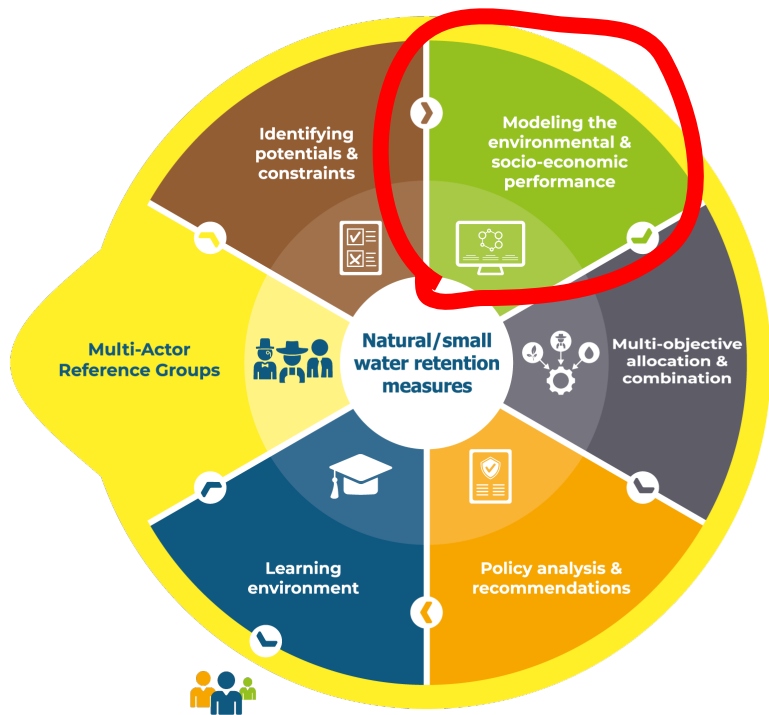 Identifying
potentials &
constraints
Modeling the
environmental &
socio-economic
performance
Multi-Actor
Reference Groups
Natural/small
water retention
measures
Multi-objective
allocation &
combination
Learning
environment
Policy analysis &
recommendations